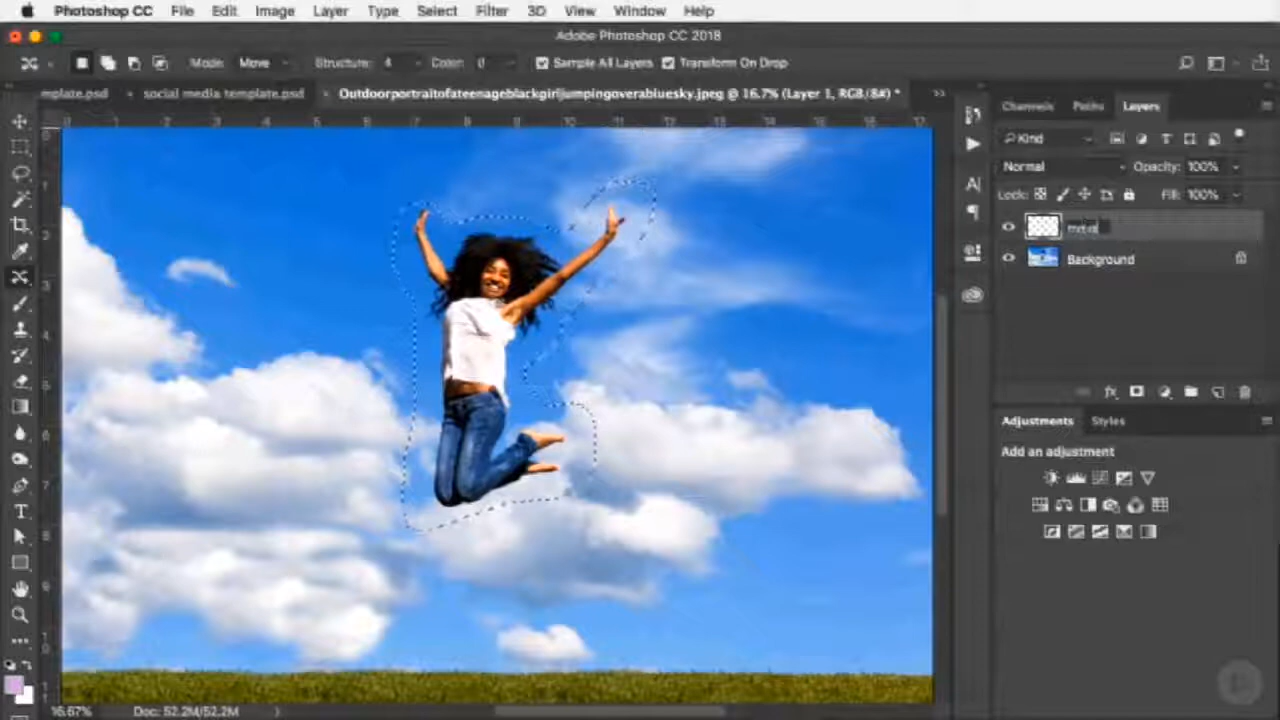 Photoshop CC File Edit Image Layer Type Select Filter 3D View Window Help
Adobe Photoshop CC 2018
Mode: Move Structure: 4 Color: 0 Sample All Layers Transform On Drop
mplate.psd social media template.psd Outdoorportraitofateenageblackgirljumpingoverabluesky.jpeg @ 16.7% (Layer 1, RGB/8#) *
Channels Paths Layers
Kind
Normal Opacity: 100%
Lock: Fill: 100%
Background
Adjustments Styles
Add an adjustment
16.67% Doc: 52.2M/52.2M